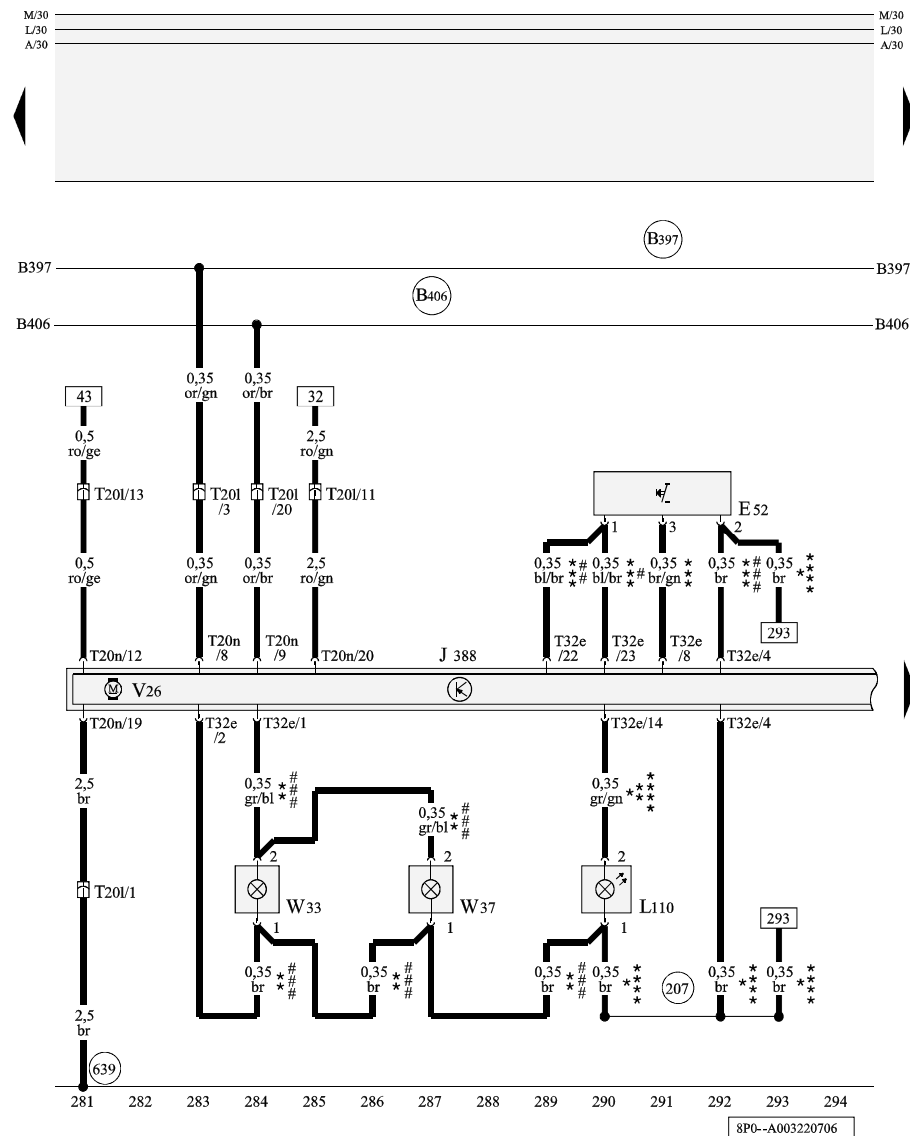 M/30 M/30
L/30 L/30
A/30 A/30
B397
B397 B397
B406
B406 B406
0,35 0,35
or/gn or/br
43 32
0,5 2,5
ro/ge ro/gn
T20l/13 T20l T20l T20l/11
/3 /20
E 52
1 3 2
0,5 0,35 0,35 2,5 0,35 ** ## 0,35 *** # 0,35 *** 0,35 *** ### 0,35 * ****
ro/ge or/gn or/br ro/gn bl/br bl/br br/gn br br
293
T20n/12 T20n T20n T20n/20 J 388 T32e T32e T32e T32e/4
/8 /9 /22 /23 /8
M V26
T20n/19 T32e T32e/1 T32e/14 T32e/4
/2
2,5 0,35 ** ### 0,35 * *** ****
br gr/bl gr/gn
0,35 ** ###
gr/bl
2 2 2
T20l/1 W33 W37 L110
1 1 1
293
0,35 ** ### 0,35 ** ### 0,35 ** ### 0,35 * **** 207 0,35 * **** 0,35 * ****
br br br br br br
2,5
br
639
281 282 283 284 285 286 287 288 289 290 291 292 293 294
8P0--A003220706